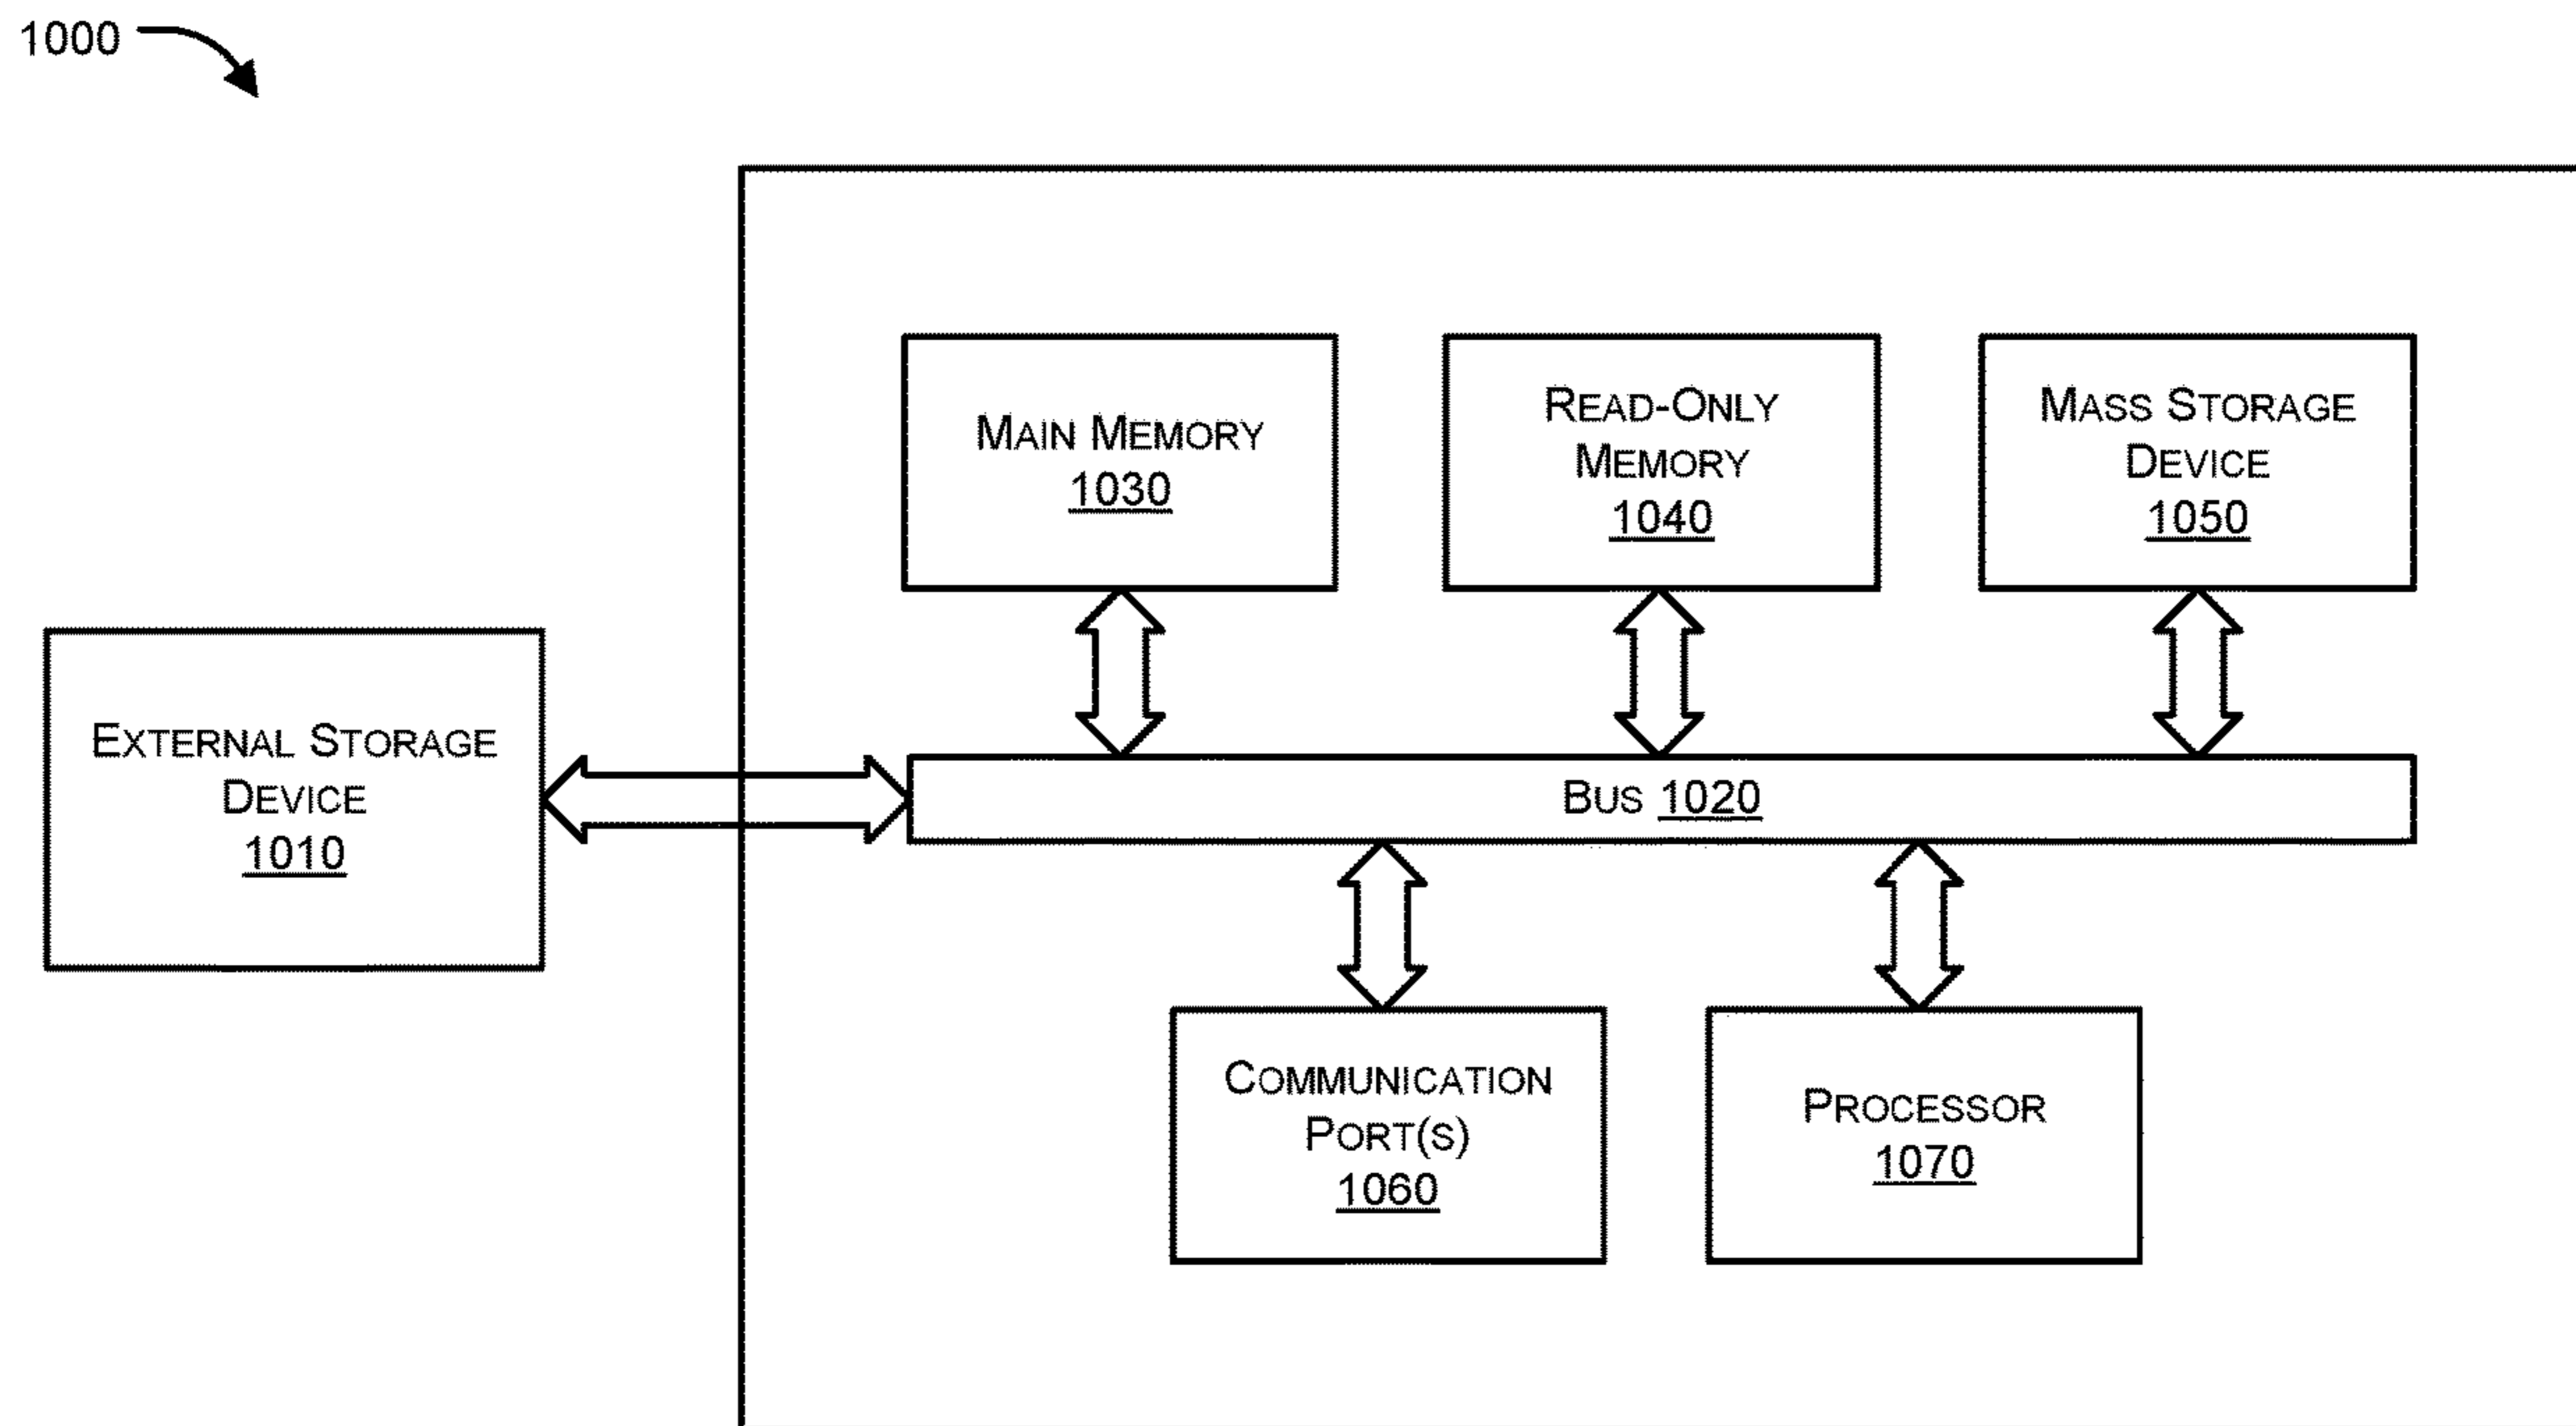 1000
MAIN MEMORY
1030
READ-ONLY
MEMORY
1040
MASS STORAGE
DEVICE
1050
EXTERNAL STORAGE
DEVICE
1010
BUS 1020
COMMUNICATION
PORT(S)
1060
PROCESSOR
1070